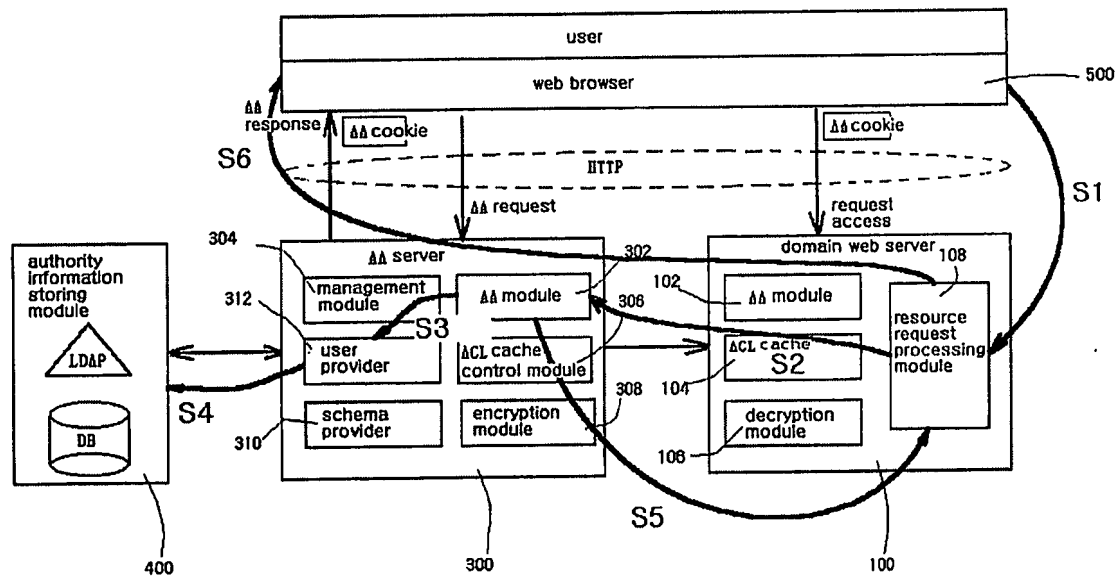 user
web browser
500
AA
response
AA cookie
AA cookie
S6
HTTP
S1
AA request
request
access
304
AA server
302
domain web server
108
authority
information
storing
module
management
module
AA module
102
AA module
312
306
resource
request
processing
module
S3
LDAP
user
provider
ACL cache
control module
ACL cache
S2
104
S4
308
DB
310
schema
provider
encryption
module
decryption
module
106
S5
400
300
100